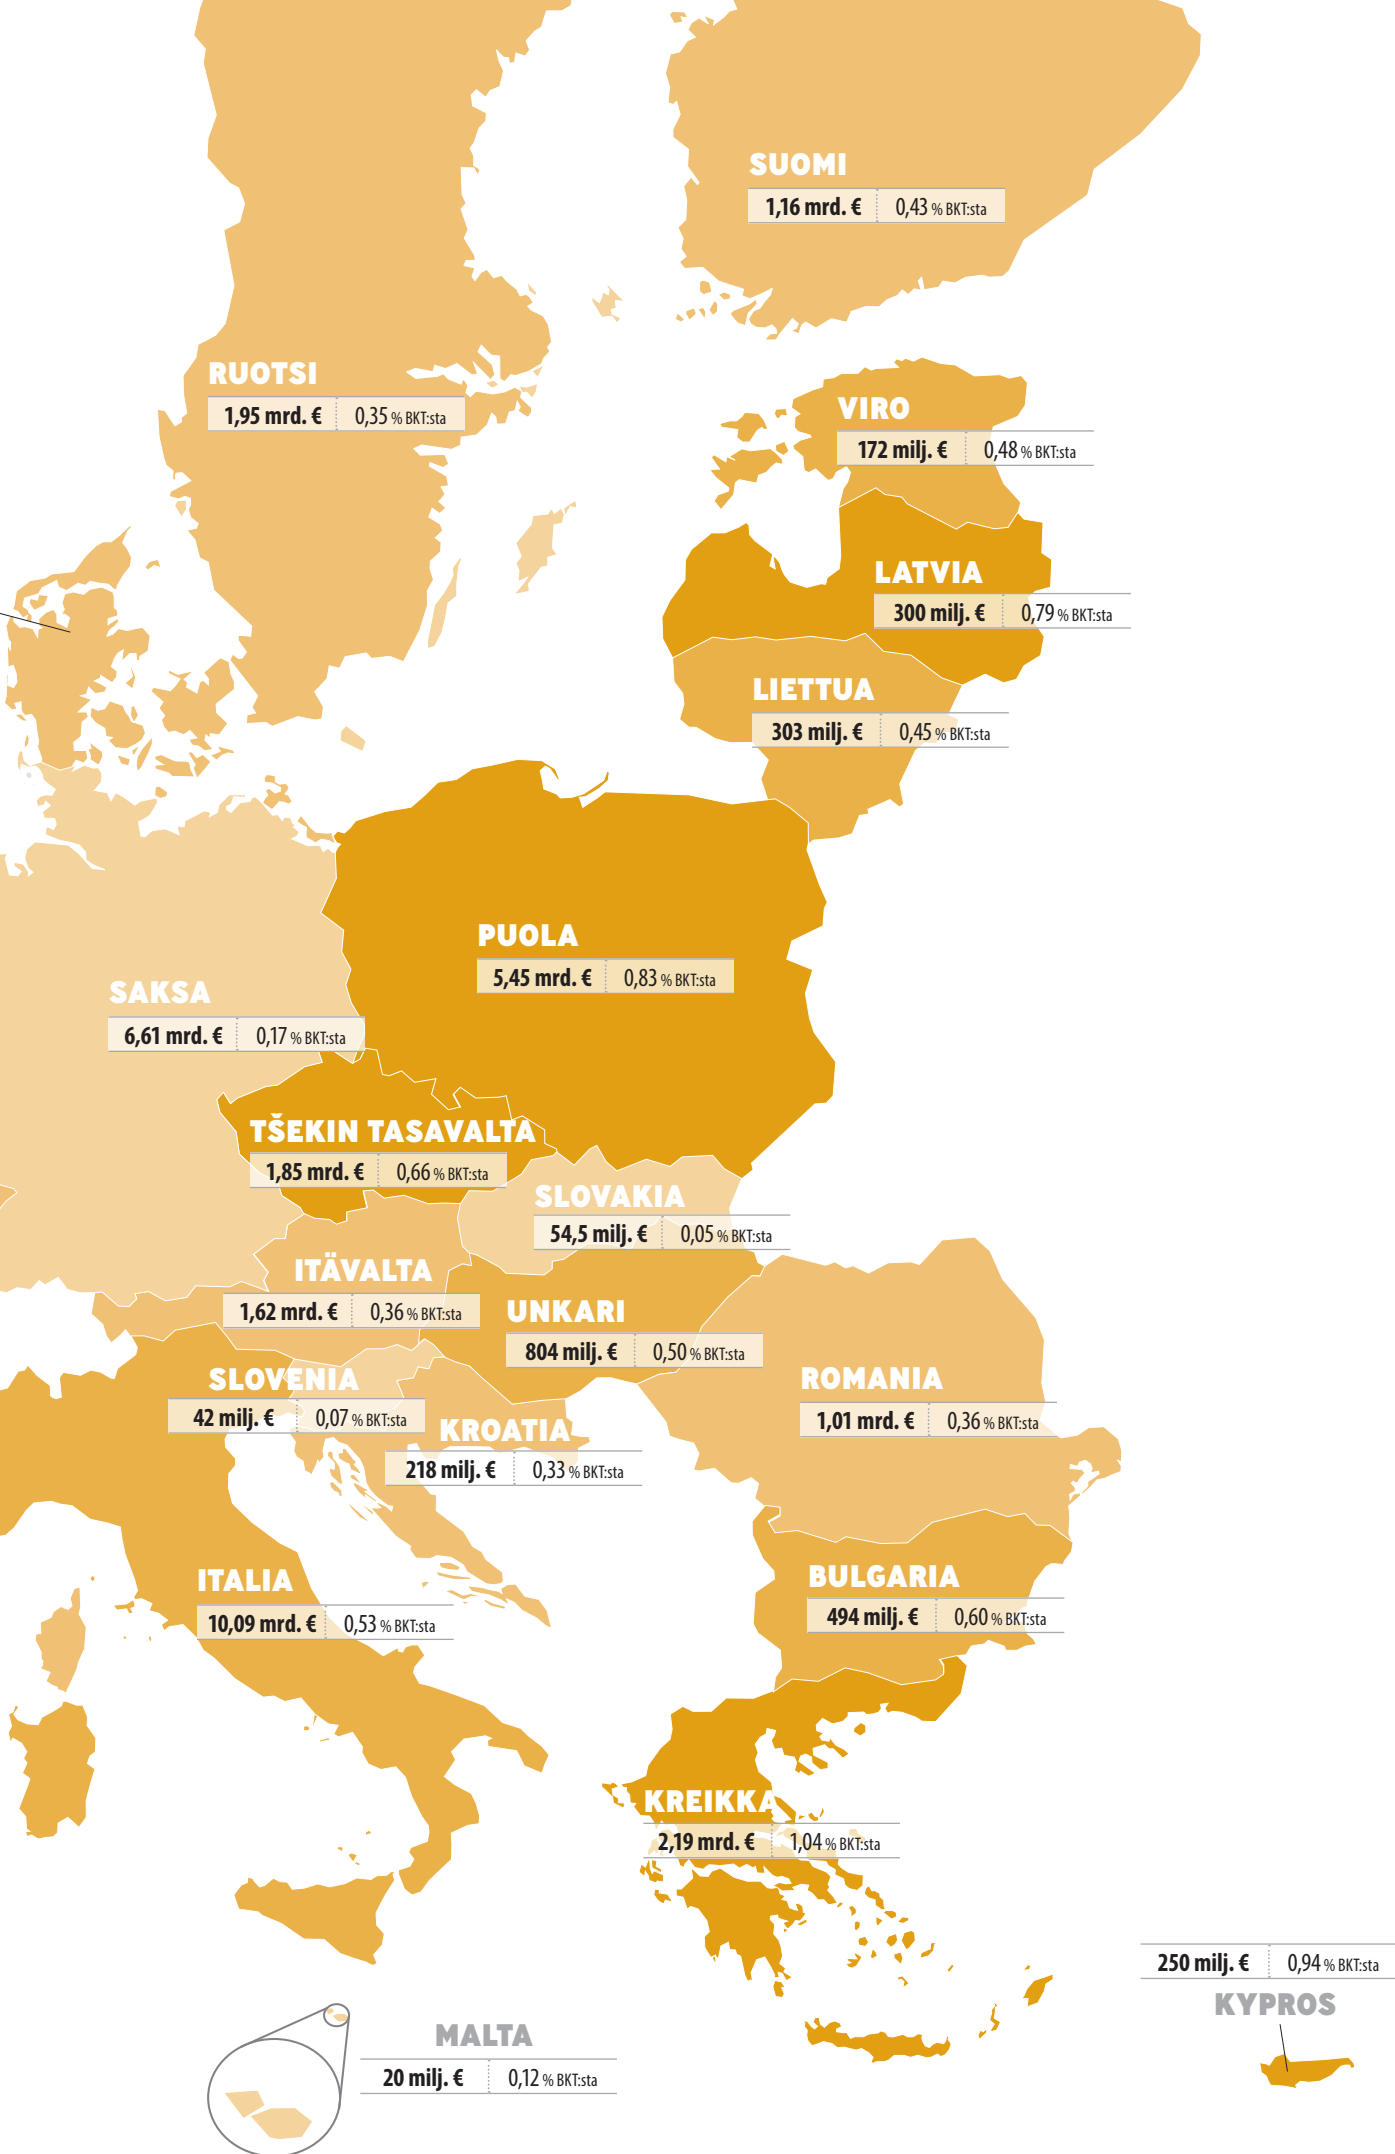 SUOMI
1,16 mrd. € 0,43 % BKT:sta
RUOTSI
1,95 mrd. € 0,35 % BKT:sta
VIRO
172 milj. € 0,48 % BKT:sta
LATVIA
300 milj. € 0,79 % BKT:sta
LIETTUA
303 milj. € 0,45 % BKT:sta
PUOLA
5,45 mrd. € 0,83 % BKT:sta
SAKSA
6,61 mrd. € 0,17 % BKT:sta
TŠEKIN TASAVALTA
1,85 mrd. € 0,66 % BKT:sta
SLOVAKIA
54,5 milj. € 0,05 % BKT:sta
ITÄVALTA
1,62 mrd. € 0,36 % BKT:sta
UNKARI
804 milj. € 0,50 % BKT:sta
SLOVENIA
42 milj. € 0,07 % BKT:sta
ROMANIA
1,01 mrd. € 0,36 % BKT:sta
KROATIA
218 milj. € 0,33 % BKT:sta
ITALIA
10,09 mrd. € 0,53 % BKT:sta
BULGARIA
494 milj. € 0,60 % BKT:sta
KREIKKA
2,19 mrd. € 1,04 % BKT:sta
250 milj. € 0,94 % BKT:sta
KYPROS
MALTA
20 milj. € 0,12 % BKT:sta